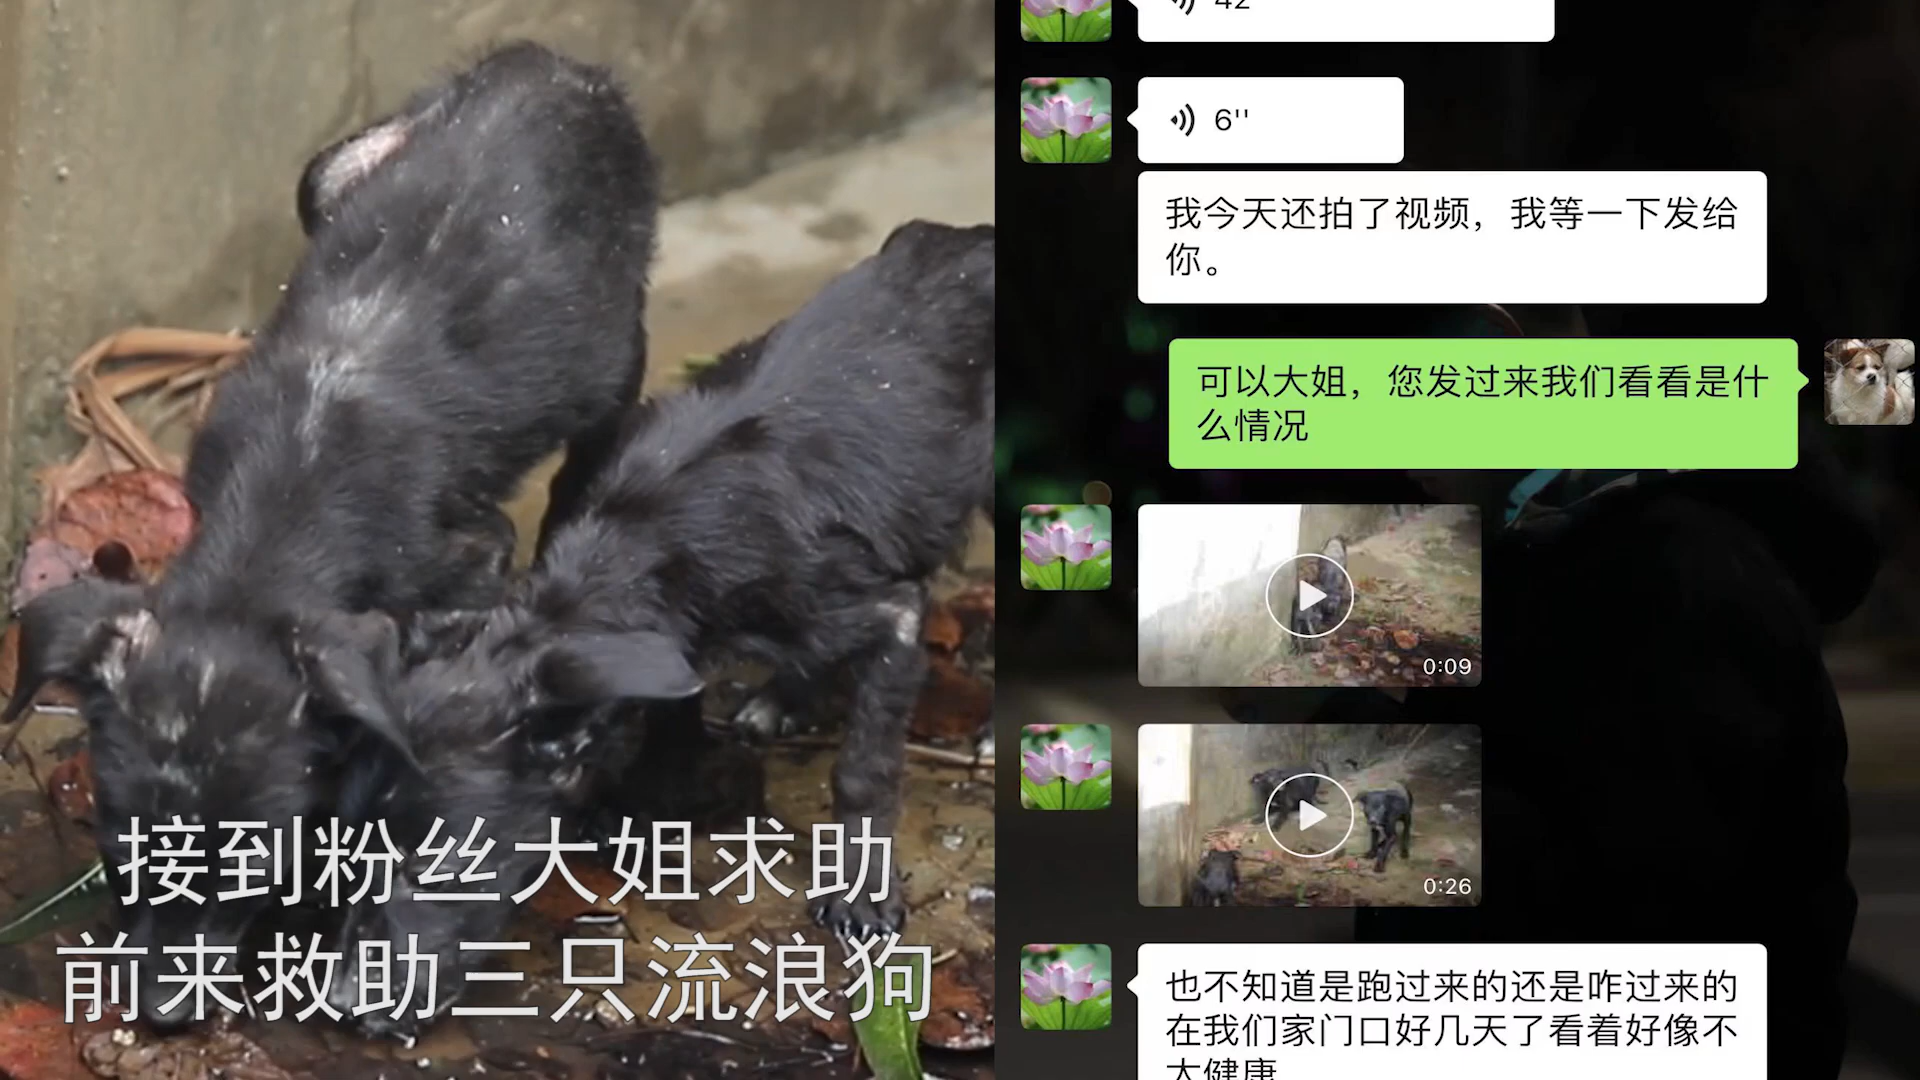 接到粉丝大姐求助
前来救助三只流浪狗
42
6''
我今天还拍了视频，我等一下发给
你。
可以大姐，您发过来我们看看是什
么情况
0:09
0:26
也不知道是跑过来的还是咋过来的
在我们家门口好几天了看着好像不
太健康